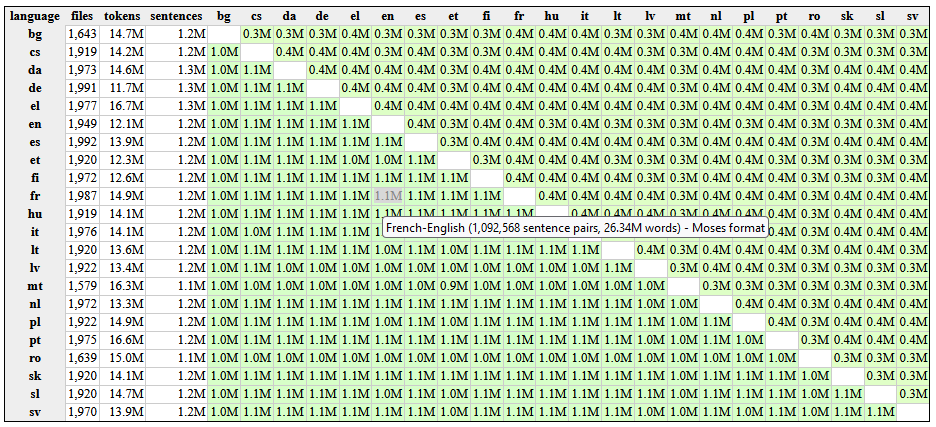 language files tokens sentences bg cs da de el en es et fi fr hu it lt lv mt nl pl pt ro sk sl sv
bg 1,643 14.7M 1.2M 0.3M 0.3M 0.3M 0.4M 0.3M 0.3M 0.3M 0.3M 0.3M 0.4M 0.4M 0.3M 0.3M 0.4M 0.3M 0.3M 0.4M 0.3M 0.3M 0.3M 0.3M
cs 1,919 14.2M 1.2M 1.0M 0.4M 0.4M 0.4M 0.3M 0.4M 0.3M 0.3M 0.4M 0.4M 0.4M 0.3M 0.3M 0.4M 0.3M 0.4M 0.4M 0.3M 0.3M 0.3M 0.3M
da 1,973 14.6M 1.3M 1.0M 1.1M 0.4M 0.4M 0.4M 0.4M 0.3M 0.4M 0.4M 0.4M 0.4M 0.3M 0.3M 0.4M 0.4M 0.4M 0.4M 0.3M 0.4M 0.4M 0.4M
de 1,991 11.7M 1.3M 1.0M 1.1M 1.1M 0.4M 0.4M 0.4M 0.3M 0.4M 0.4M 0.4M 0.4M 0.3M 0.3M 0.4M 0.4M 0.4M 0.4M 0.3M 0.4M 0.4M 0.4M
el 1,977 16.7M 1.3M 1.0M 1.1M 1.1M 1.1M 0.4M 0.4M 0.4M 0.4M 0.4M 0.4M 0.4M 0.4M 0.4M 0.4M 0.4M 0.4M 0.4M 0.3M 0.4M 0.4M 0.4M
en 1,949 12.1M 1.2M 1.0M 1.1M 1.1M 1.1M 1.1M 0.4M 0.3M 0.4M 0.4M 0.4M 0.4M 0.3M 0.3M 0.4M 0.4M 0.4M 0.4M 0.3M 0.3M 0.3M 0.4M
es 1,992 13.9M 1.2M 1.0M 1.1M 1.1M 1.1M 1.1M 1.1M 0.3M 0.4M 0.4M 0.4M 0.4M 0.3M 0.3M 0.4M 0.4M 0.4M 0.4M 0.3M 0.4M 0.4M 0.4M
et 1,920 12.3M 1.2M 1.0M 1.1M 1.1M 1.1M 1.0M 1.0M 1.1M 0.3M 0.4M 0.4M 0.4M 0.3M 0.3M 0.4M 0.3M 0.3M 0.4M 0.3M 0.3M 0.3M 0.3M
fi 1,972 12.6M 1.2M 1.0M 1.1M 1.1M 1.1M 1.1M 1.1M 1.1M 1.1M 0.4M 0.4M 0.4M 0.3M 0.3M 0.4M 0.4M 0.4M 0.4M 0.3M 0.3M 0.3M 0.4M
fr 1,987 14.9M 1.2M 1.0M 1.1M 1.1M 1.1M 1.1M 1.1M 1.1M 1.1M 1.1M 0.4M 0.4M 0.4M 0.4M 0.3M 0.4M 0.4M 0.4M 0.3M 0.4M 0.4M 0.4M
hu 1,919 14.1M 1.2M 1.0M 1.1M 1.1M 1.1M 1.1M 1.1M 1.1M 1.1M 1.1M 1.1M 0.4M 0.4M 0.4M 0.4M 0.4M 0.4M 0.4M 0.3M 0.4M 0.4M 0.4M
it 1,976 14.1M 1.2M 1.0M 1.1M
French-English (1,092,568 sentence pairs, 26.34M words) - Moses format
0.4M 0.4M 0.3M 0.4M 0.4M 0.4M
lt 1,920 13.6M 1.2M 1.0M 1.1M 1.1M 1.1M 1.0M 1.0M 1.1M 1.0M 1.1M 1.1M 1.1M 1.1M 0.4M 0.3M 0.4M 0.4M 0.4M 0.3M 0.3M 0.3M 0.3M
lv 1,922 13.4M 1.2M 1.0M 1.1M 1.0M 1.0M 1.0M 1.0M 1.0M 1.0M 1.0M 1.0M 1.0M 1.0M 1.1M 0.3M 0.4M 0.4M 0.3M 0.3M 0.3M 0.3M 0.3M
mt 1,579 16.3M 1.1M 1.0M 1.0M 1.0M 1.0M 1.0M 1.0M 1.0M 0.9M 1.0M 1.0M 1.0M 1.0M 1.0M 1.0M 0.3M 0.3M 0.3M 0.3M 0.3M 0.3M 0.3M
nl 1,972 13.3M 1.2M 1.0M 1.1M 1.1M 1.1M 1.1M 1.1M 1.1M 1.1M 1.1M 1.1M 1.1M 1.1M 1.1M 1.1M 1.0M 0.4M 0.4M 0.3M 0.4M 0.4M 0.4M
pl 1,922 14.9M 1.2M 1.0M 1.1M 1.1M 1.1M 1.1M 1.0M 1.1M 1.0M 1.1M 1.1M 1.1M 1.1M 1.1M 1.1M 1.0M 1.1M 0.4M 0.3M 0.4M 0.4M 0.4M
pt 1,975 16.6M 1.2M 1.0M 1.1M 1.1M 1.1M 1.1M 1.1M 1.1M 1.0M 1.1M 1.1M 1.1M 1.1M 1.0M 1.0M 1.0M 1.1M 1.0M 0.3M 0.4M 0.4M 0.4M
ro 1,639 15.0M 1.1M 1.0M 1.0M 1.0M 1.0M 1.0M 1.0M 1.0M 1.0M 1.0M 1.0M 1.0M 1.0M 1.0M 1.0M 1.0M 1.0M 1.0M 1.0M 0.3M 0.3M 0.3M
sk 1,920 14.1M 1.2M 1.0M 1.1M 1.1M 1.1M 1.1M 1.0M 1.1M 1.1M 1.1M 1.1M 1.1M 1.1M 1.1M 1.1M 1.0M 1.1M 1.1M 1.1M 1.0M 0.3M 0.3M
sl 1,920 14.7M 1.2M 1.0M 1.1M 1.1M 1.1M 1.1M 1.0M 1.1M 1.0M 1.1M 1.1M 1.1M 1.1M 1.1M 1.1M 1.0M 1.1M 1.1M 1.0M 1.0M 1.1M 0.3M
sv 1,970 13.9M 1.2M 1.0M 1.1M 1.1M 1.1M 1.1M 1.1M 1.1M 1.1M 1.1M 1.1M 1.1M 1.1M 1.1M 1.0M 1.0M 1.1M 1.1M 1.1M 1.0M 1.1M 1.1M